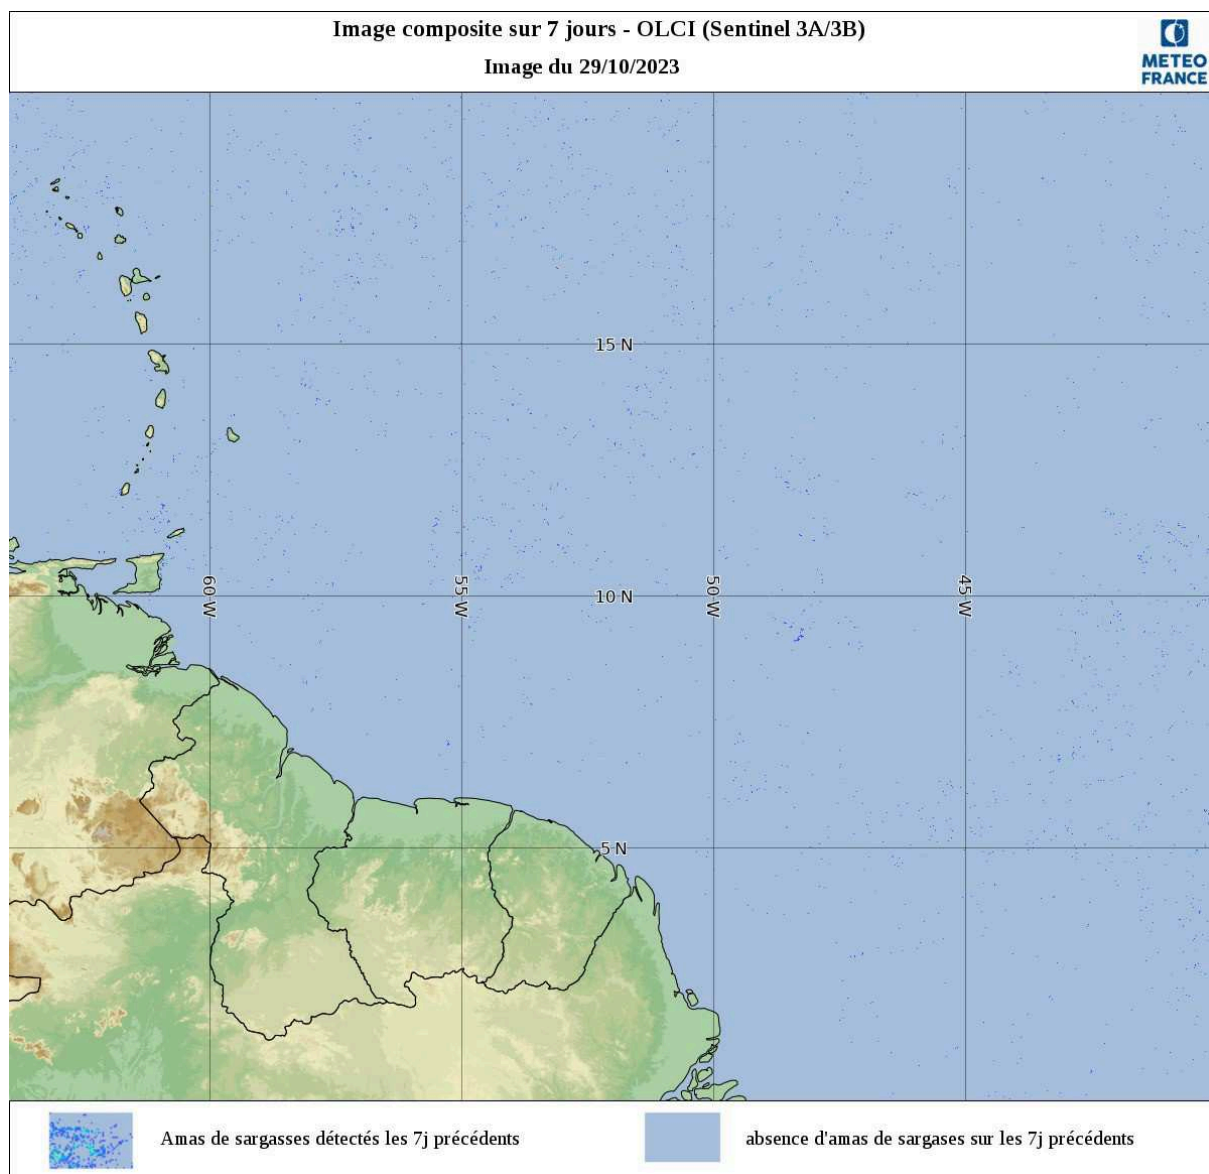 Image composite sur 7 jours - OLCI (Sentinel 3A/3B)
Image du 29/10/2023
METEO
FRANCE
15 N
60 W
55 W
10 N
50 W
45 W
5 N
Amas de sargasses détectés les 7j précédents
absence d'amas de sargases sur les 7j précédents